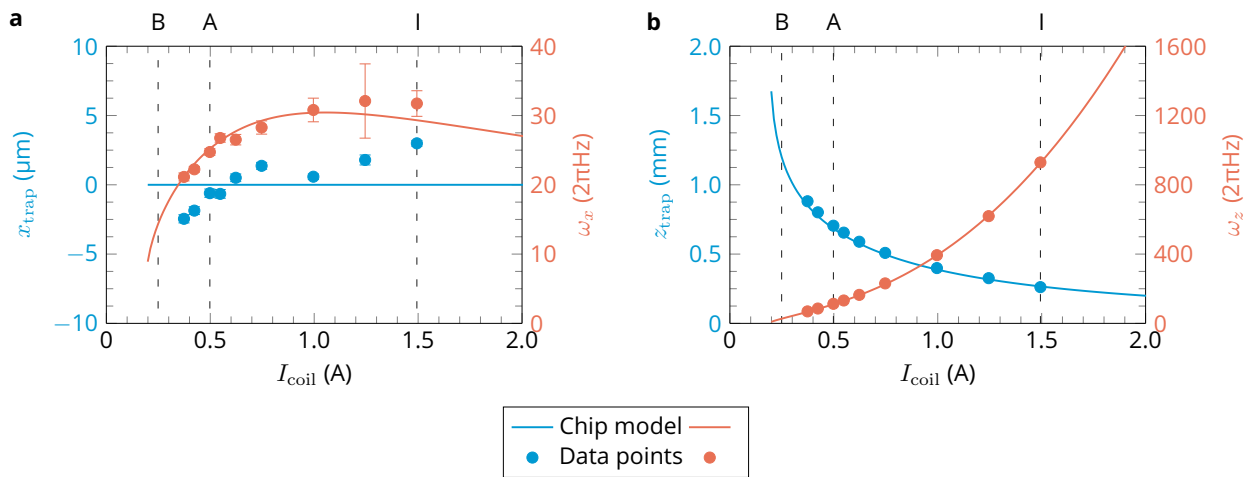 a
B A I
10
5
0
−5
−10
x_trap (µm)
40
30
20
10
0
ω_x (2πHz)
0 0.5 1.0 1.5 2.0
I_coil (A)
b
B A I
2.0
1.5
1.0
0.5
0
z_trap (mm)
1600
1200
800
400
0
ω_z (2πHz)
0 0.5 1.0 1.5 2.0
I_coil (A)
Chip model
Data points